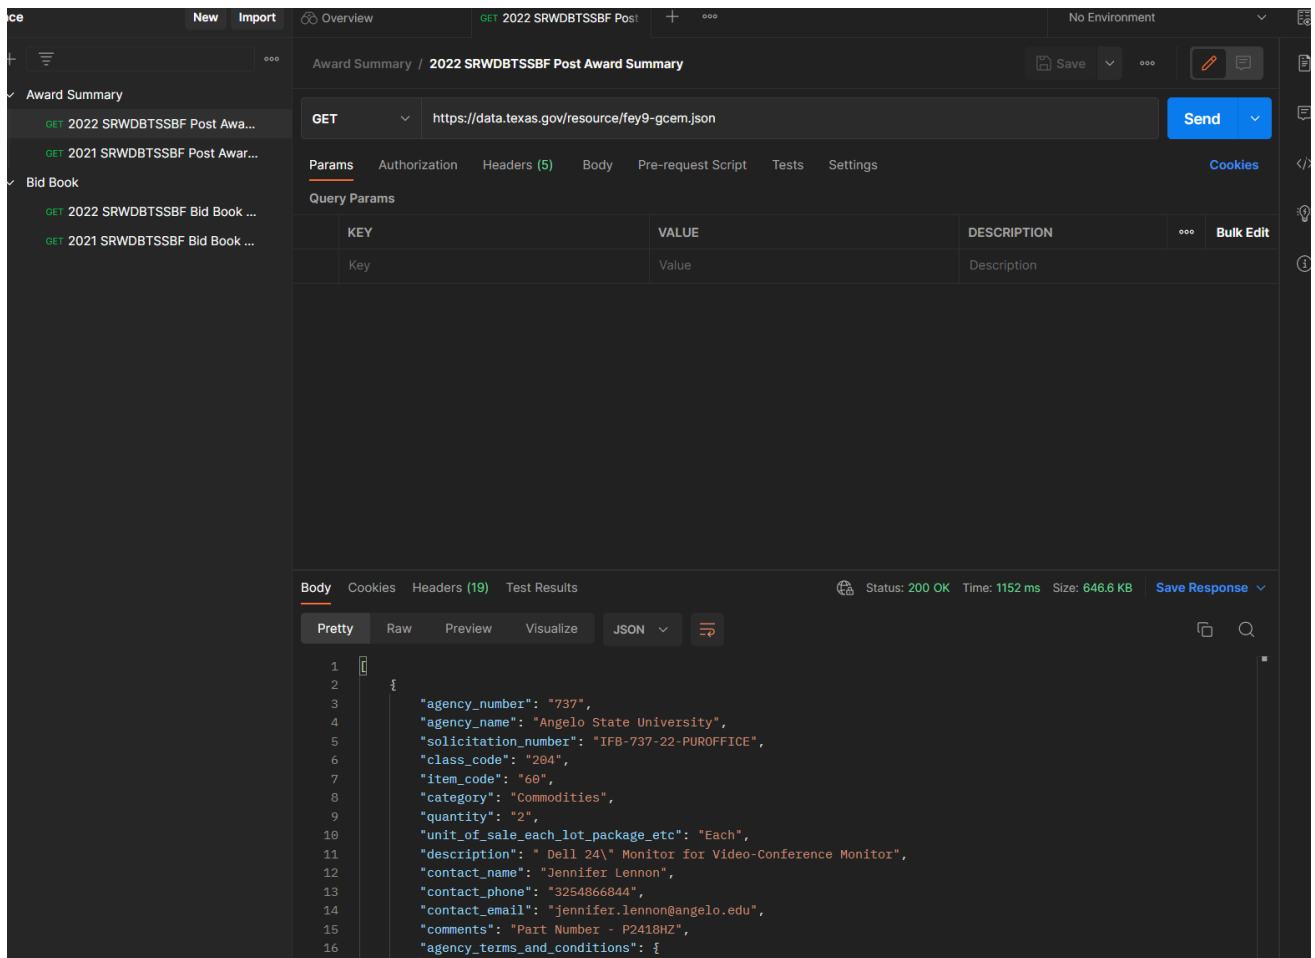 ce New Import Overview GET 2022 SRWDBTSSBF Post No Environment
Award Summary / 2022 SRWDBTSSBF Post Award Summary Save
Award Summary
GET 2022 SRWDBTSSBF Post Awa...
GET 2021 SRWDBTSSBF Post Awar...
Bid Book
GET 2022 SRWDBTSSBF Bid Book ...
GET 2021 SRWDBTSSBF Bid Book ...
GET https://data.texas.gov/resource/fey9-gcem.json Send
Params Authorization Headers (5) Body Pre-request Script Tests Settings Cookies
Query Params
KEY VALUE DESCRIPTION Bulk Edit
Key Value Description
Body Cookies Headers (19) Test Results Status: 200 OK Time: 1152 ms Size: 646.6 KB Save Response
Pretty Raw Preview Visualize JSON
1 [
2 {
3 "agency_number": "737",
4 "agency_name": "Angelo State University",
5 "solicitation_number": "IFB-737-22-PUROFFICE",
6 "class_code": "204",
7 "item_code": "60",
8 "category": "Commodities",
9 "quantity": "2",
10 "unit_of_sale_each_lot_package_etc": "Each",
11 "description": " Dell 24\" Monitor for Video-Conference Monitor",
12 "contact_name": "Jennifer Lennon",
13 "contact_phone": "3254866844",
14 "contact_email": "jennifer.lennon@angelo.edu",
15 "comments": "Part Number - P2418HZ",
16 "agency_terms_and_conditions": {